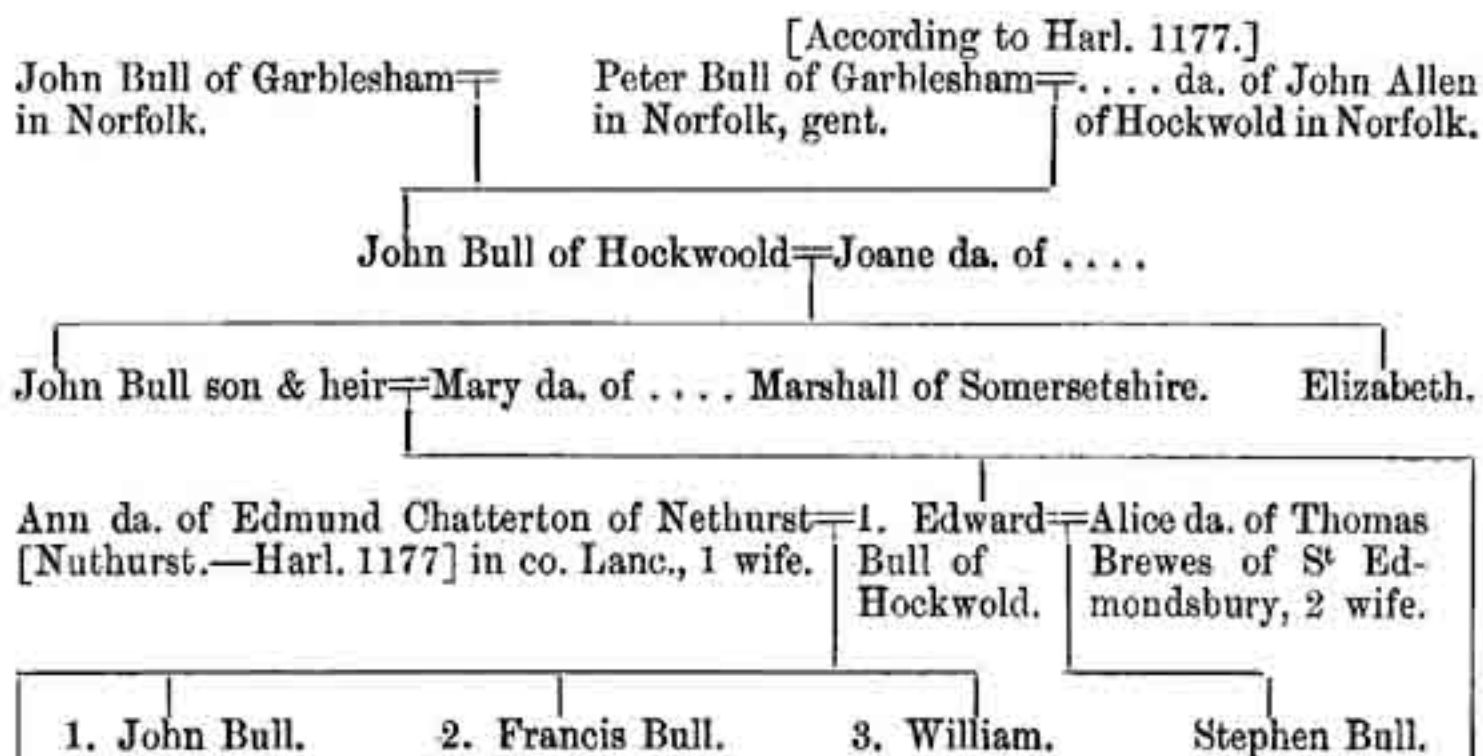 [According to Harl. 1177.]
John Bull of Garblesham
in Norfolk.
Peter Bull of Garblesham
in Norfolk, gent.
. . . . da. of John Allen
of Hockwold in Norfolk.
John Bull of Hockwoold
Joane da. of . . . .
John Bull son & heir
Mary da. of . . . . Marshall of Somersetshire.
Elizabeth.
Ann da. of Edmund Chatterton of Nethurst
[Nuthurst.—Harl. 1177] in co. Lanc., 1 wife.
1. Edward
Bull of
Hockwold.
Alice da. of Thomas
Brewes of St Ed-
mondsbury, 2 wife.
1. John Bull.
2. Francis Bull.
3. William.
Stephen Bull.